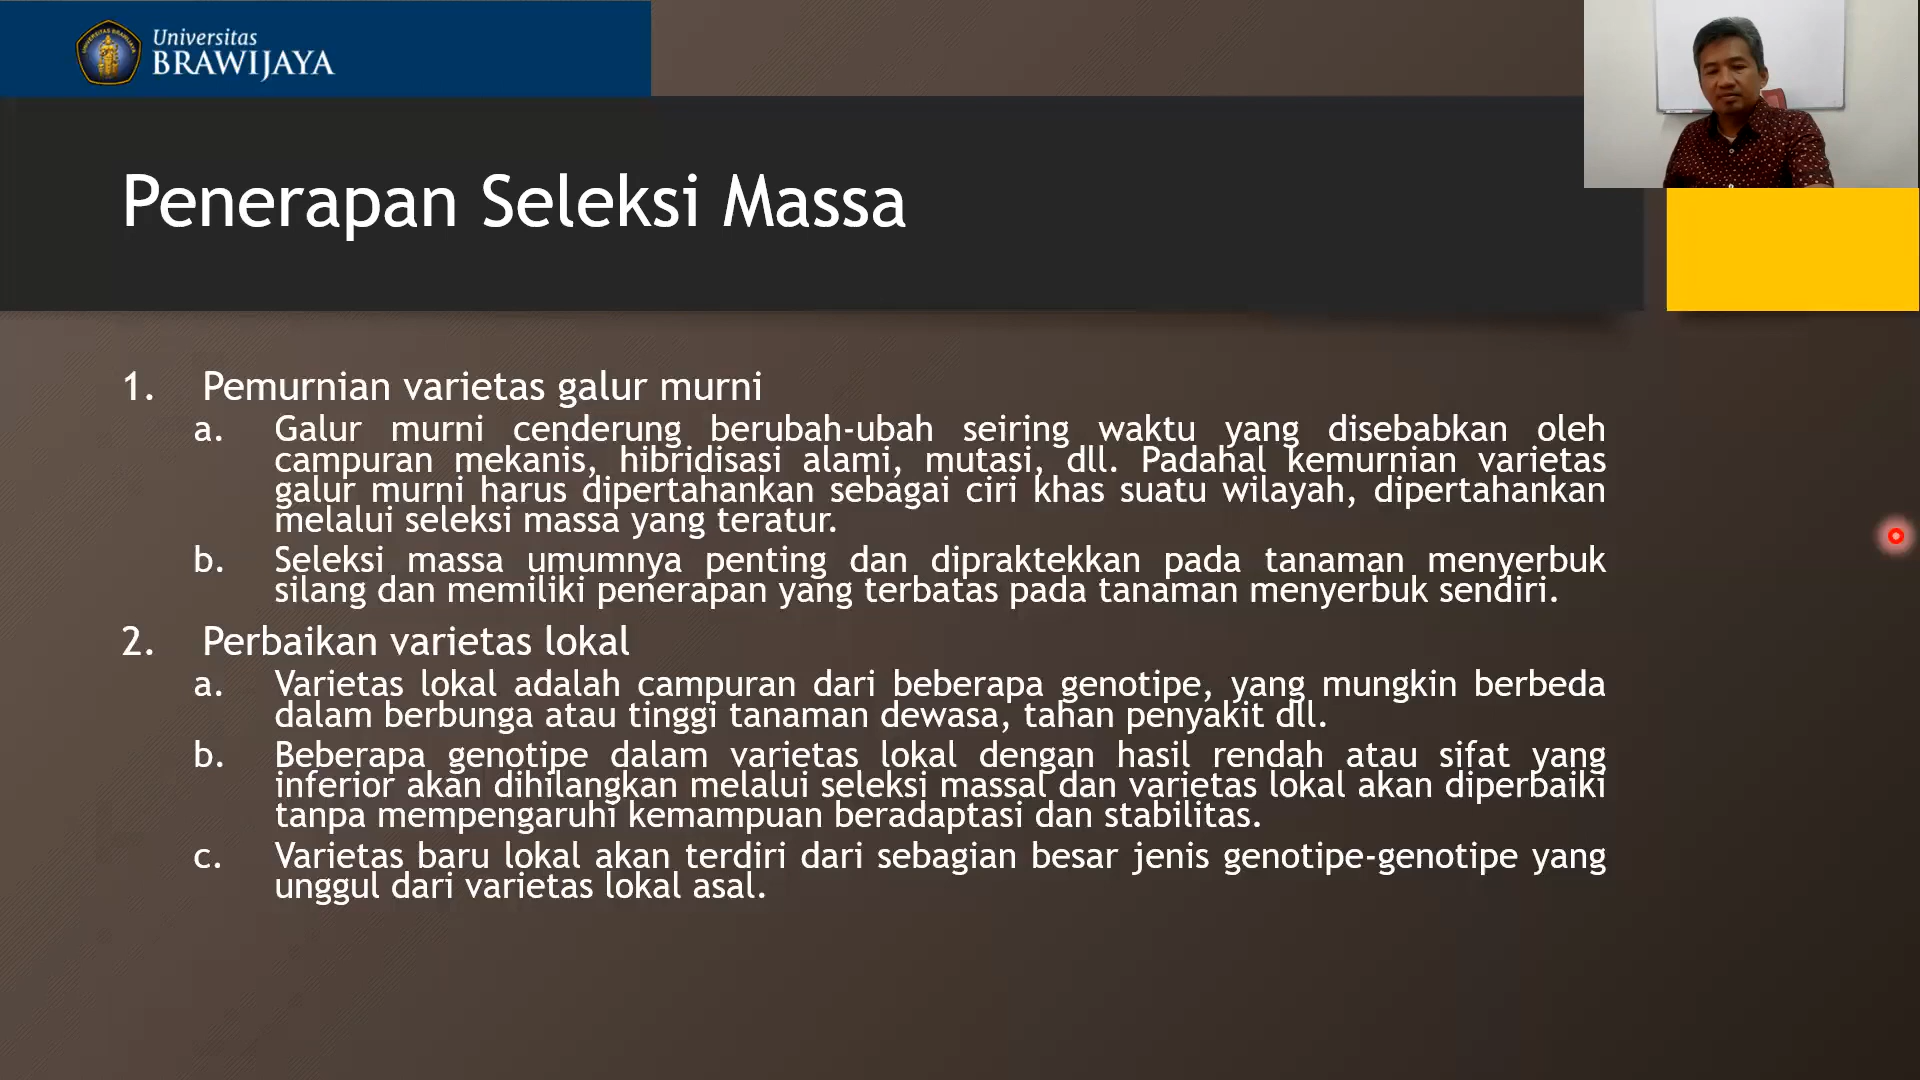 Universitas
BRAWIJAYA
Penerapan Seleksi Massa
1. Pemurnian varietas galur murni
a. Galur murni cenderung berubah-ubah seiring waktu yang disebabkan oleh
campuran mekanis, hibridisasi alami, mutasi, dll. Padahal kemurnian varietas
galur murni harus dipertahankan sebagai ciri khas suatu wilayah, dipertahankan
melalui seleksi massa yang teratur.
b. Seleksi massa umumnya penting dan dipraktekkan pada tanaman menyerbuk
silang dan memiliki penerapan yang terbatas pada tanaman menyerbuk sendiri.
2. Perbaikan varietas lokal
a. Varietas lokal adalah campuran dari beberapa genotipe, yang mungkin berbeda
dalam berbunga atau tinggi tanaman dewasa, tahan penyakit dll.
b. Beberapa genotipe dalam varietas lokal dengan hasil rendah atau sifat yang
inferior akan dihilangkan melalui seleksi massal dan varietas lokal akan diperbaiki
tanpa mempengaruhi kemampuan beradaptasi dan stabilitas.
c. Varietas baru lokal akan terdiri dari sebagian besar jenis genotipe-genotipe yang
unggul dari varietas lokal asal.